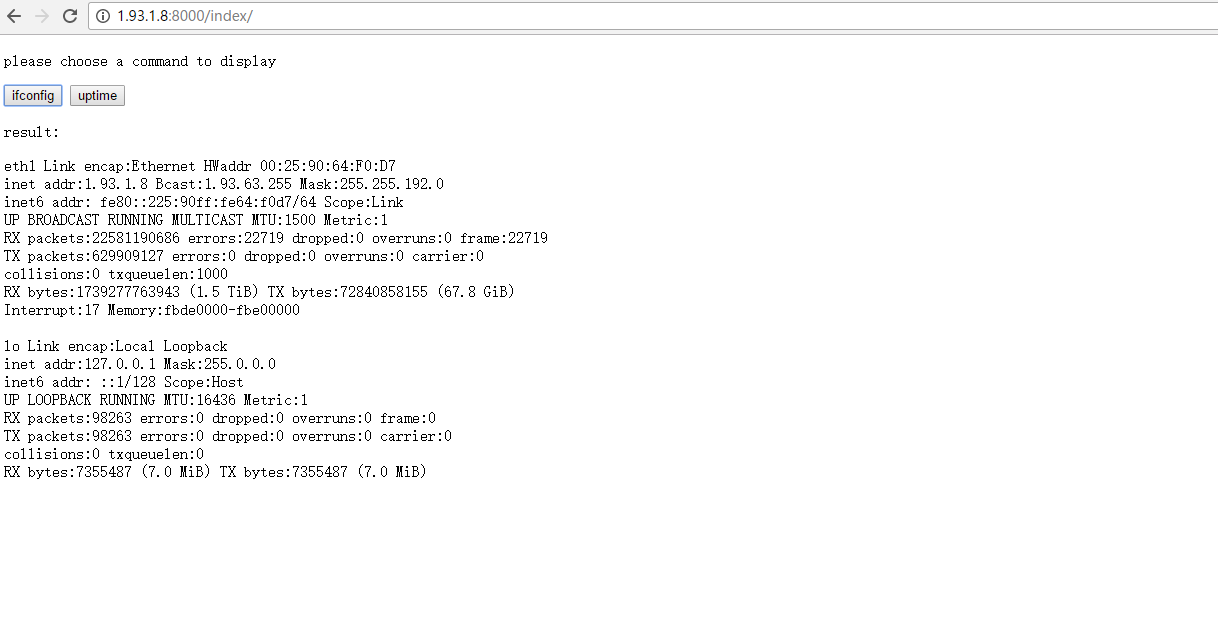 1.93.1.8:8000/index/
please choose a command to display
ifconfig uptime
result:
eth1 Link encap:Ethernet HWaddr 00:25:90:64:F0:D7
inet addr:1.93.1.8 Bcast:1.93.63.255 Mask:255.255.192.0
inet6 addr: fe80::225:90ff:fe64:f0d7/64 Scope:Link
UP BROADCAST RUNNING MULTICAST MTU:1500 Metric:1
RX packets:22581190686 errors:22719 dropped:0 overruns:0 frame:22719
TX packets:629909127 errors:0 dropped:0 overruns:0 carrier:0
collisions:0 txqueuelen:1000
RX bytes:1739277763943 (1.5 TiB) TX bytes:72840858155 (67.8 GiB)
Interrupt:17 Memory:fbde0000-fbe00000
lo Link encap:Local Loopback
inet addr:127.0.0.1 Mask:255.0.0.0
inet6 addr: ::1/128 Scope:Host
UP LOOPBACK RUNNING MTU:16436 Metric:1
RX packets:98263 errors:0 dropped:0 overruns:0 frame:0
TX packets:98263 errors:0 dropped:0 overruns:0 carrier:0
collisions:0 txqueuelen:0
RX bytes:7355487 (7.0 MiB) TX bytes:7355487 (7.0 MiB)